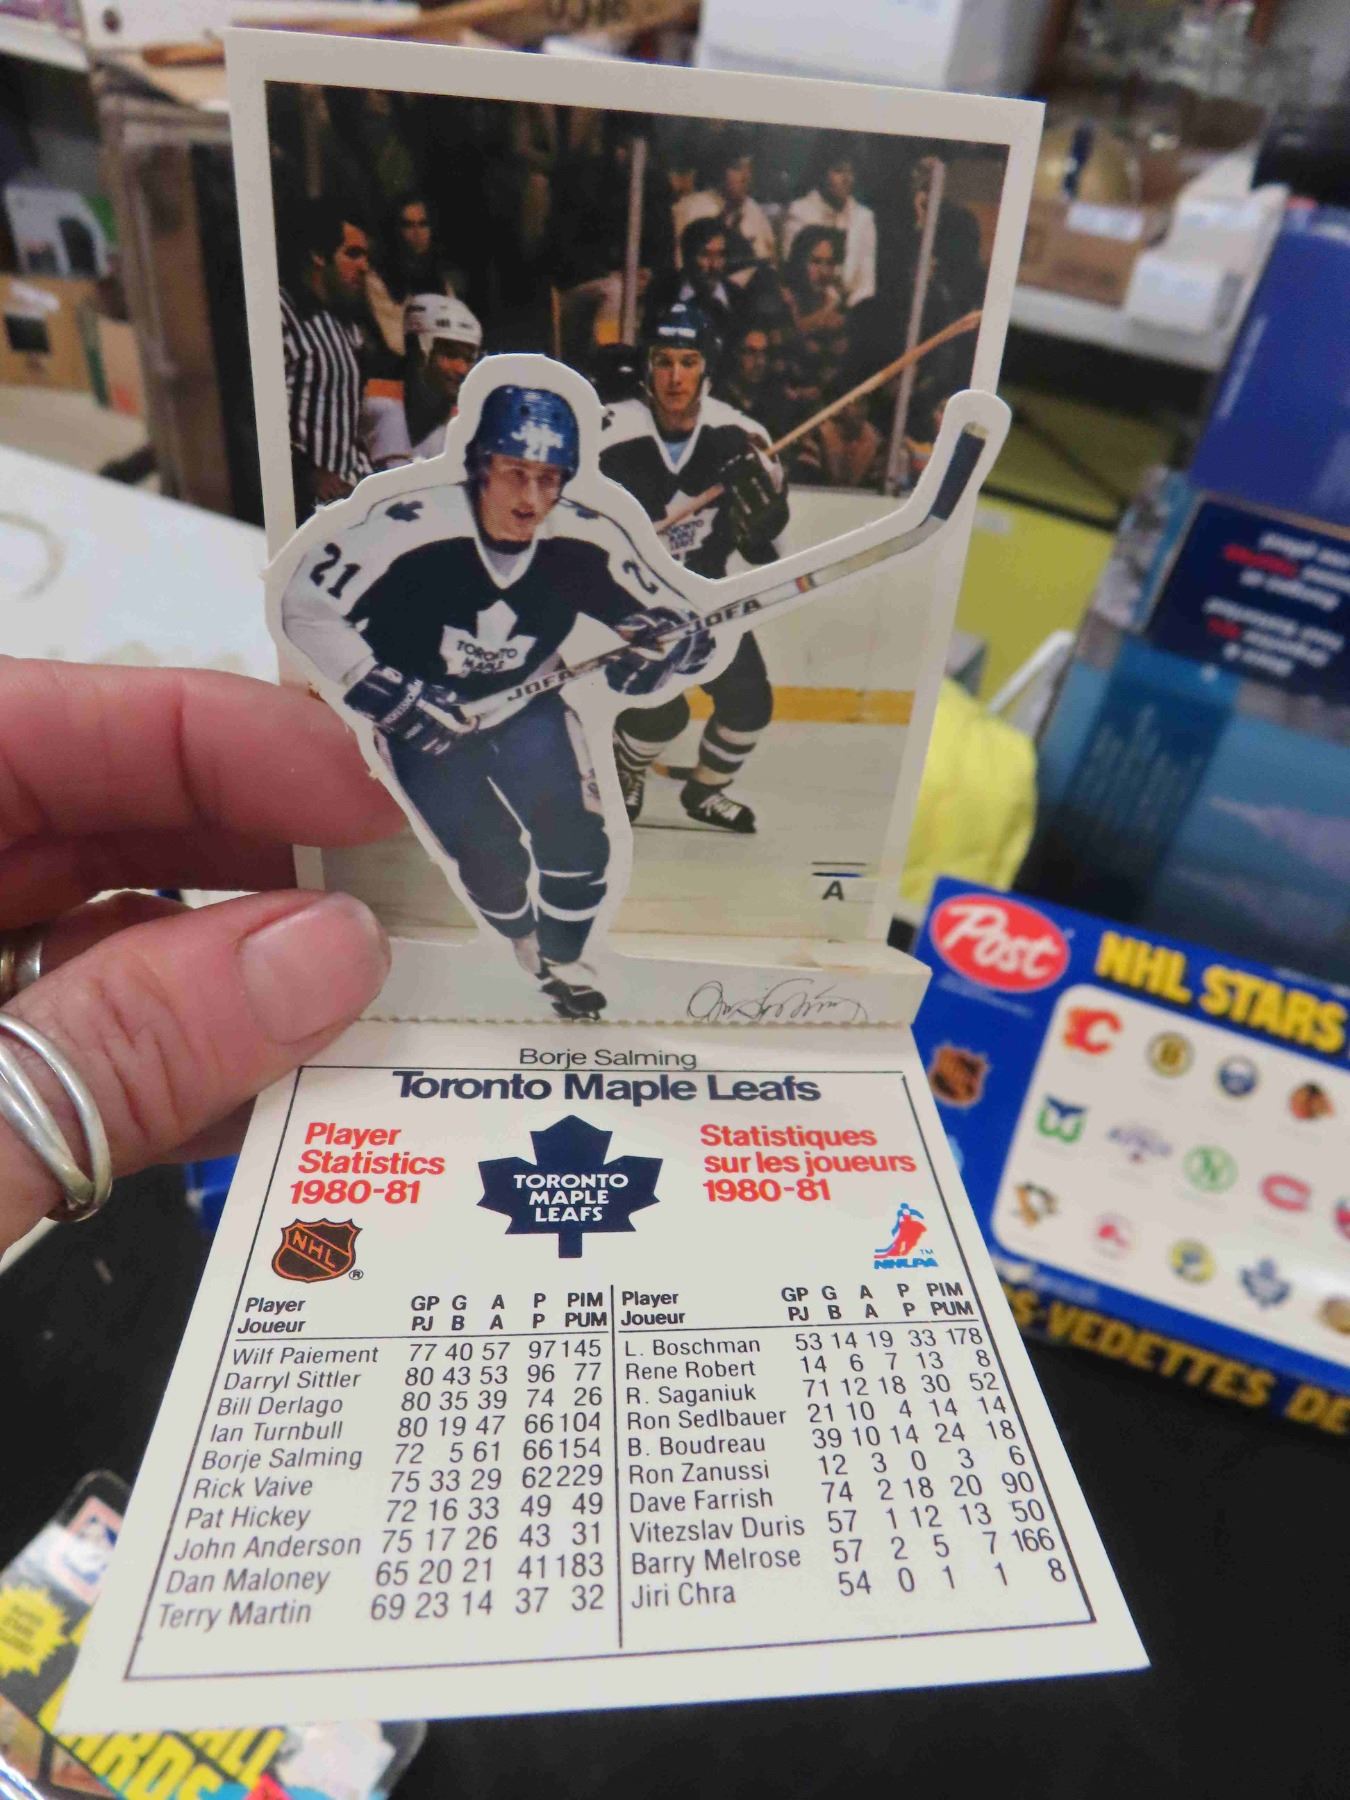 21
21
2
TORONTO
MAPLE
JOFA
JOFA
A
Borje Salming
Toronto Maple Leafs
Player
Statistics
1980-81
TORONTO
MAPLE
LEAFS
Statistiques
sur les joueurs
1980-81
NHL
®
TM
NHLPA
Player GP G A P PIM
Joueur PJ B A P PUM
Wilf Paiement 77 40 57 97 145
Darryl Sittler 80 43 53 96 77
Bill Derlago 80 35 39 74 26
Ian Turnbull 80 19 47 66 104
Borje Salming 72 5 61 66 154
Rick Vaive 75 33 29 62 229
Pat Hickey 72 16 33 49 49
John Anderson 75 17 26 43 31
Dan Maloney 65 20 21 41 183
Terry Martin 69 23 14 37 32
Player GP G A P PIM
Joueur PJ B A P PUM
L. Boschman 53 14 19 33 178
Rene Robert 14 6 7 13 8
R. Saganiuk 71 12 18 30 52
Ron Sedlbauer 21 10 4 14 14
B. Boudreau 39 10 14 24 18
Ron Zanussi 12 3 0 3 6
Dave Farrish 74 2 18 20 90
Vitezslav Duris 57 1 12 13 50
Barry Melrose 57 2 5 7 166
Jiri Chra 54 0 1 1 8
Post
NHL STARS
S-VEDETTES DE